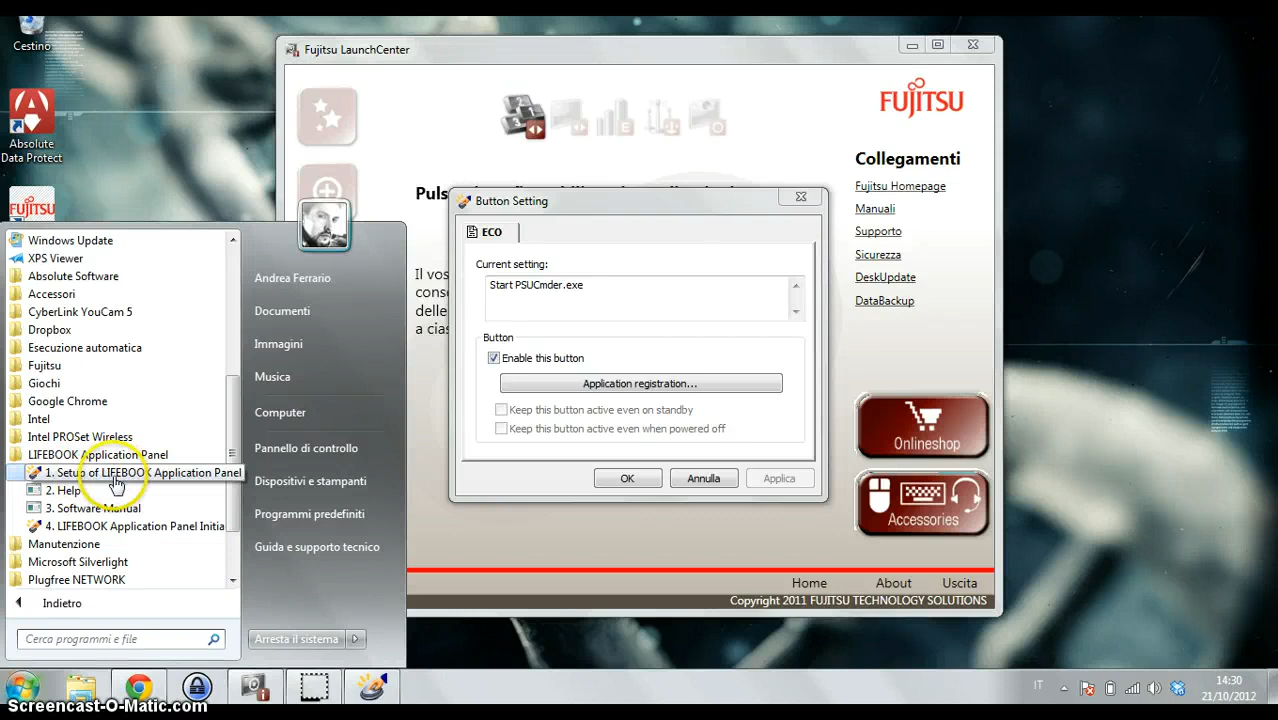 Cestino
Absolute
Data Protect
FUJITSU
Windows Update
XPS Viewer
Absolute Software
Accessori
CyberLink YouCam 5
Dropbox
Esecuzione automatica
Fujitsu
Giochi
Google Chrome
Intel
Intel PROSet Wireless
LIFEBOOK Application Panel
1. Setup of LIFEBOOK Application Panel
2. Help
3. Software Manual
4. LIFEBOOK Application Panel Initia
Manutenzione
Microsoft Silverlight
Plugfree NETWORK
Indietro
Cerca programmi e file
Andrea Ferrario
Documenti
Immagini
Musica
Computer
Pannello di controllo
Dispositivi e stampanti
Programmi predefiniti
Guida e supporto tecnico
Arresta il sistema
Fujitsu LaunchCenter
Puls
Il vos
cons
delle
a cias
Button Setting
ECO
Current setting:
Start PSUCmder.exe
Button
Enable this button
Application registration...
Keep this button active even on standby
Keep this button active even when powered off
OK
Annulla
Applica
FUJITSU
Collegamenti
Fujitsu Homepage
Manuali
Supporto
Sicurezza
DeskUpdate
DataBackup
Onlineshop
Accessories
Home
About
Uscita
Copyright 2011 FUJITSU TECHNOLOGY SOLUTIONS
IT
14:30
21/10/2012
Screencast-O-Matic.com